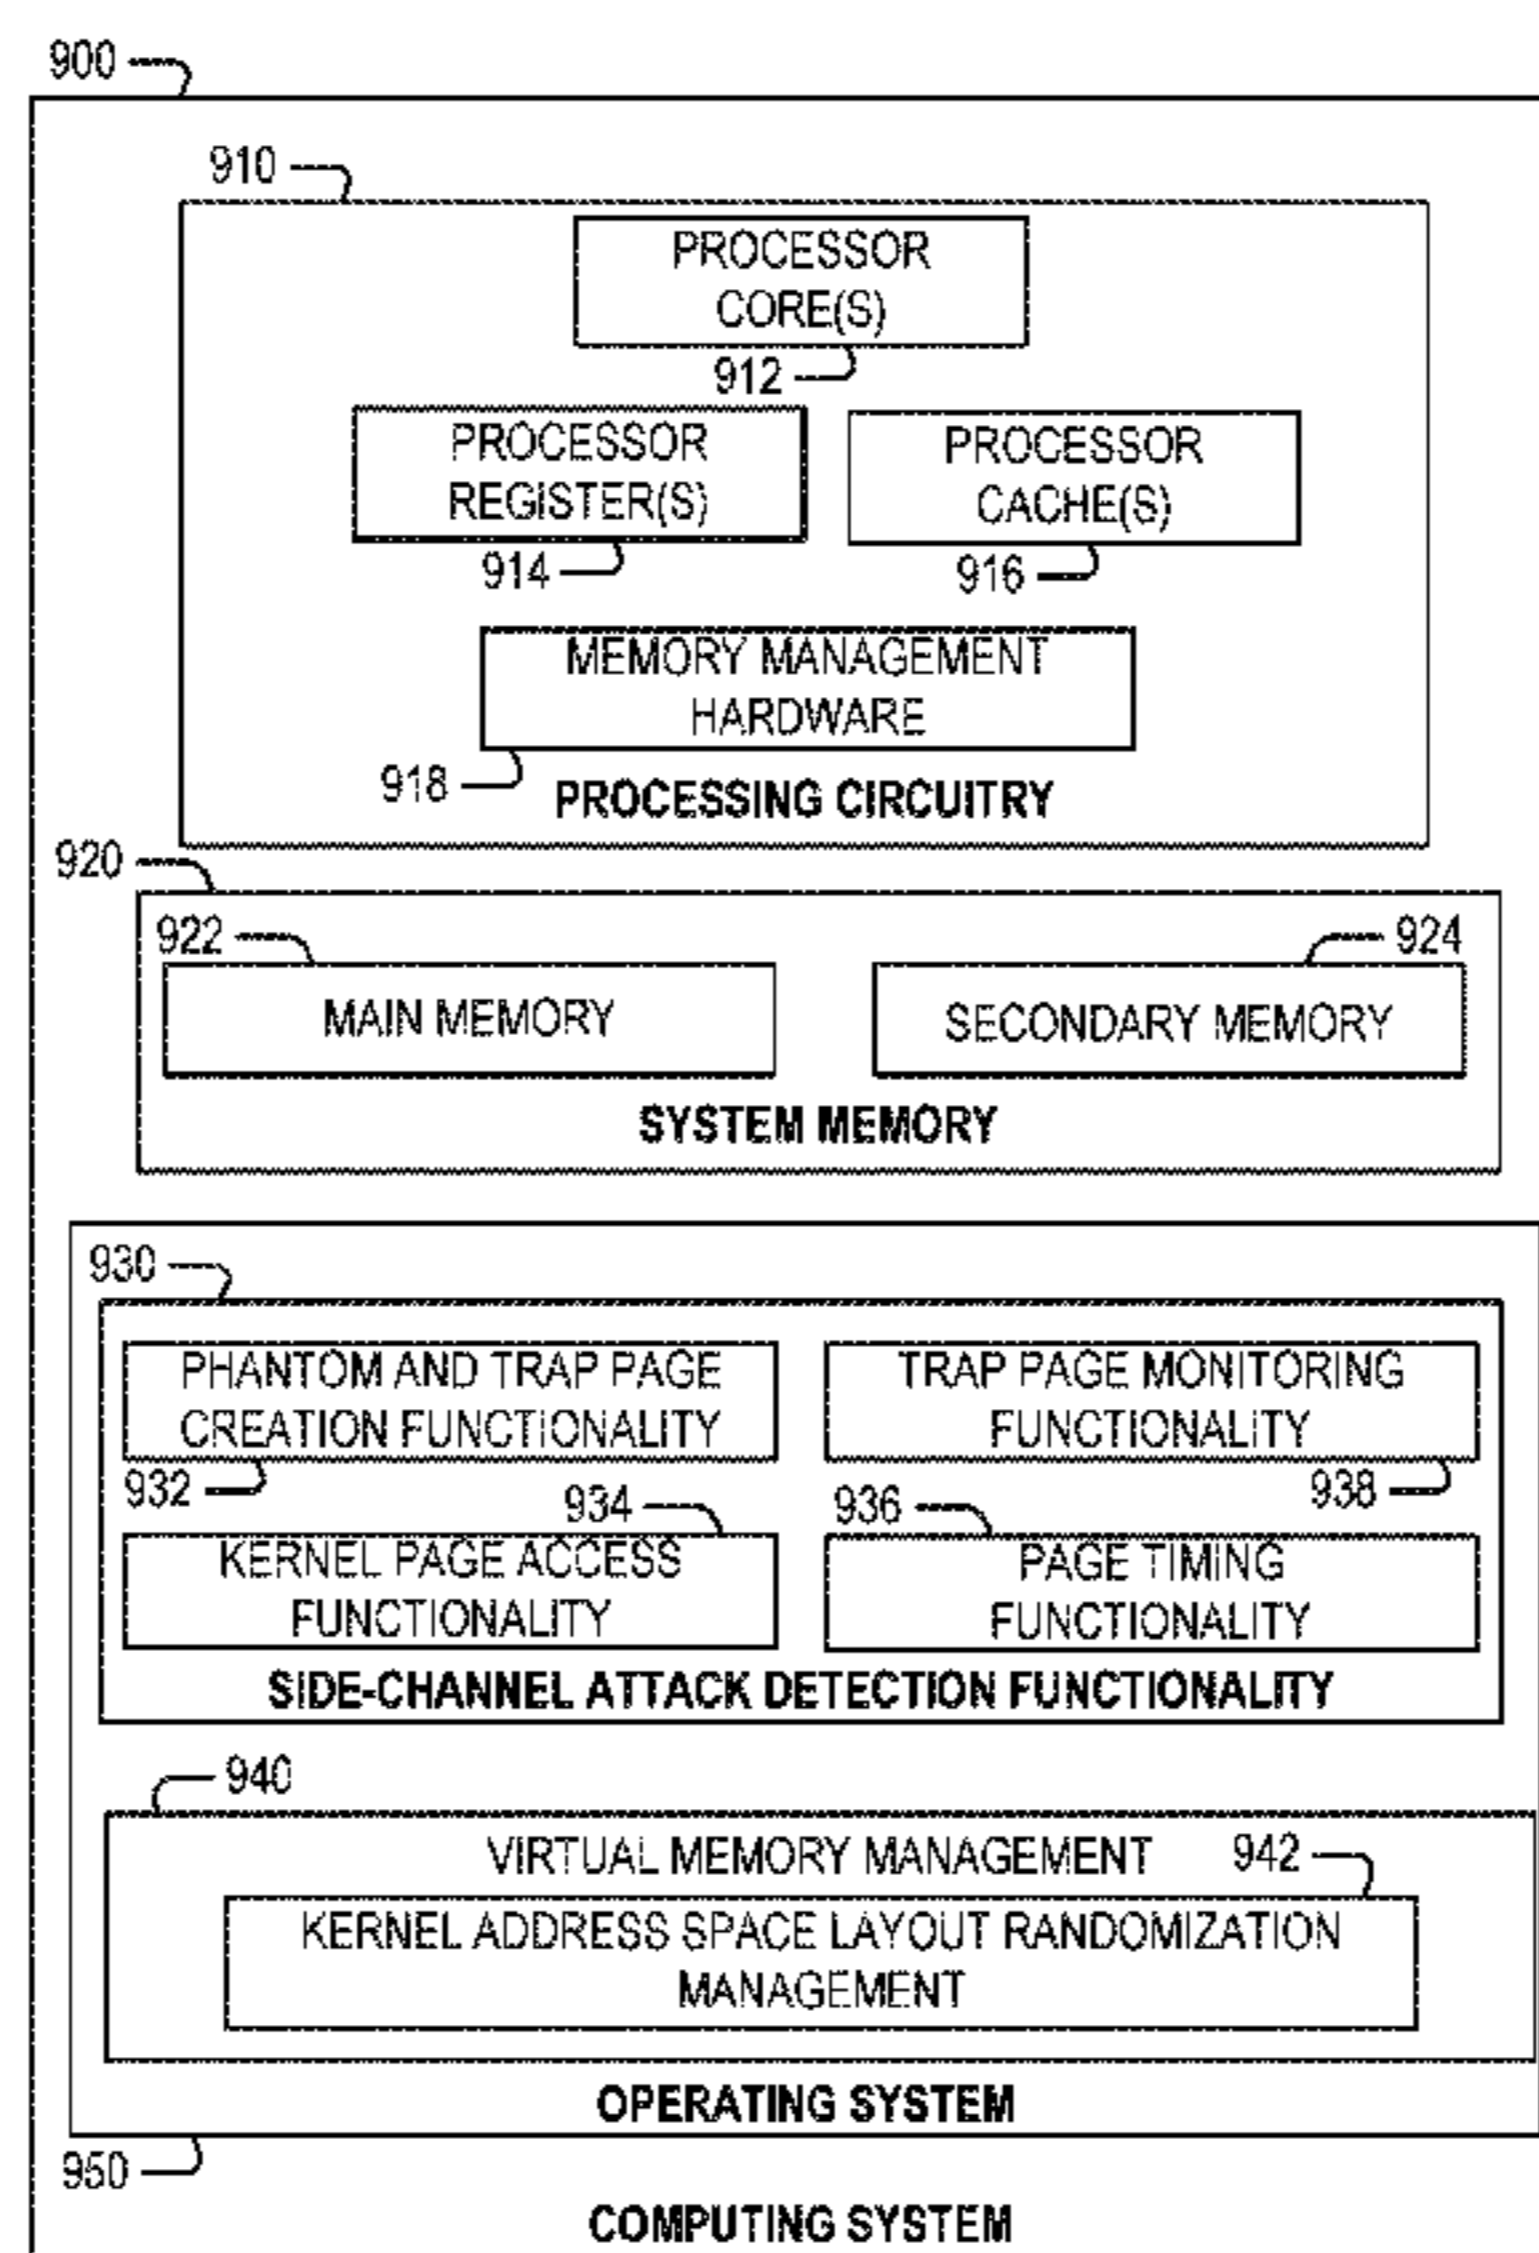 900
910
PROCESSOR
CORE(S)
912
PROCESSOR
REGISTER(S)
914
PROCESSOR
CACHE(S)
916
MEMORY MANAGEMENT
HARDWARE
918
PROCESSING CIRCUITRY
920
922
MAIN MEMORY
924
SECONDARY MEMORY
SYSTEM MEMORY
930
PHANTOM AND TRAP PAGE
CREATION FUNCTIONALITY
932
TRAP PAGE MONITORING
FUNCTIONALITY
938
934
KERNEL PAGE ACCESS
FUNCTIONALITY
936
PAGE TIMING
FUNCTIONALITY
SIDE-CHANNEL ATTACK DETECTION FUNCTIONALITY
940
VIRTUAL MEMORY MANAGEMENT
942
KERNEL ADDRESS SPACE LAYOUT RANDOMIZATION
MANAGEMENT
OPERATING SYSTEM
950
COMPUTING SYSTEM